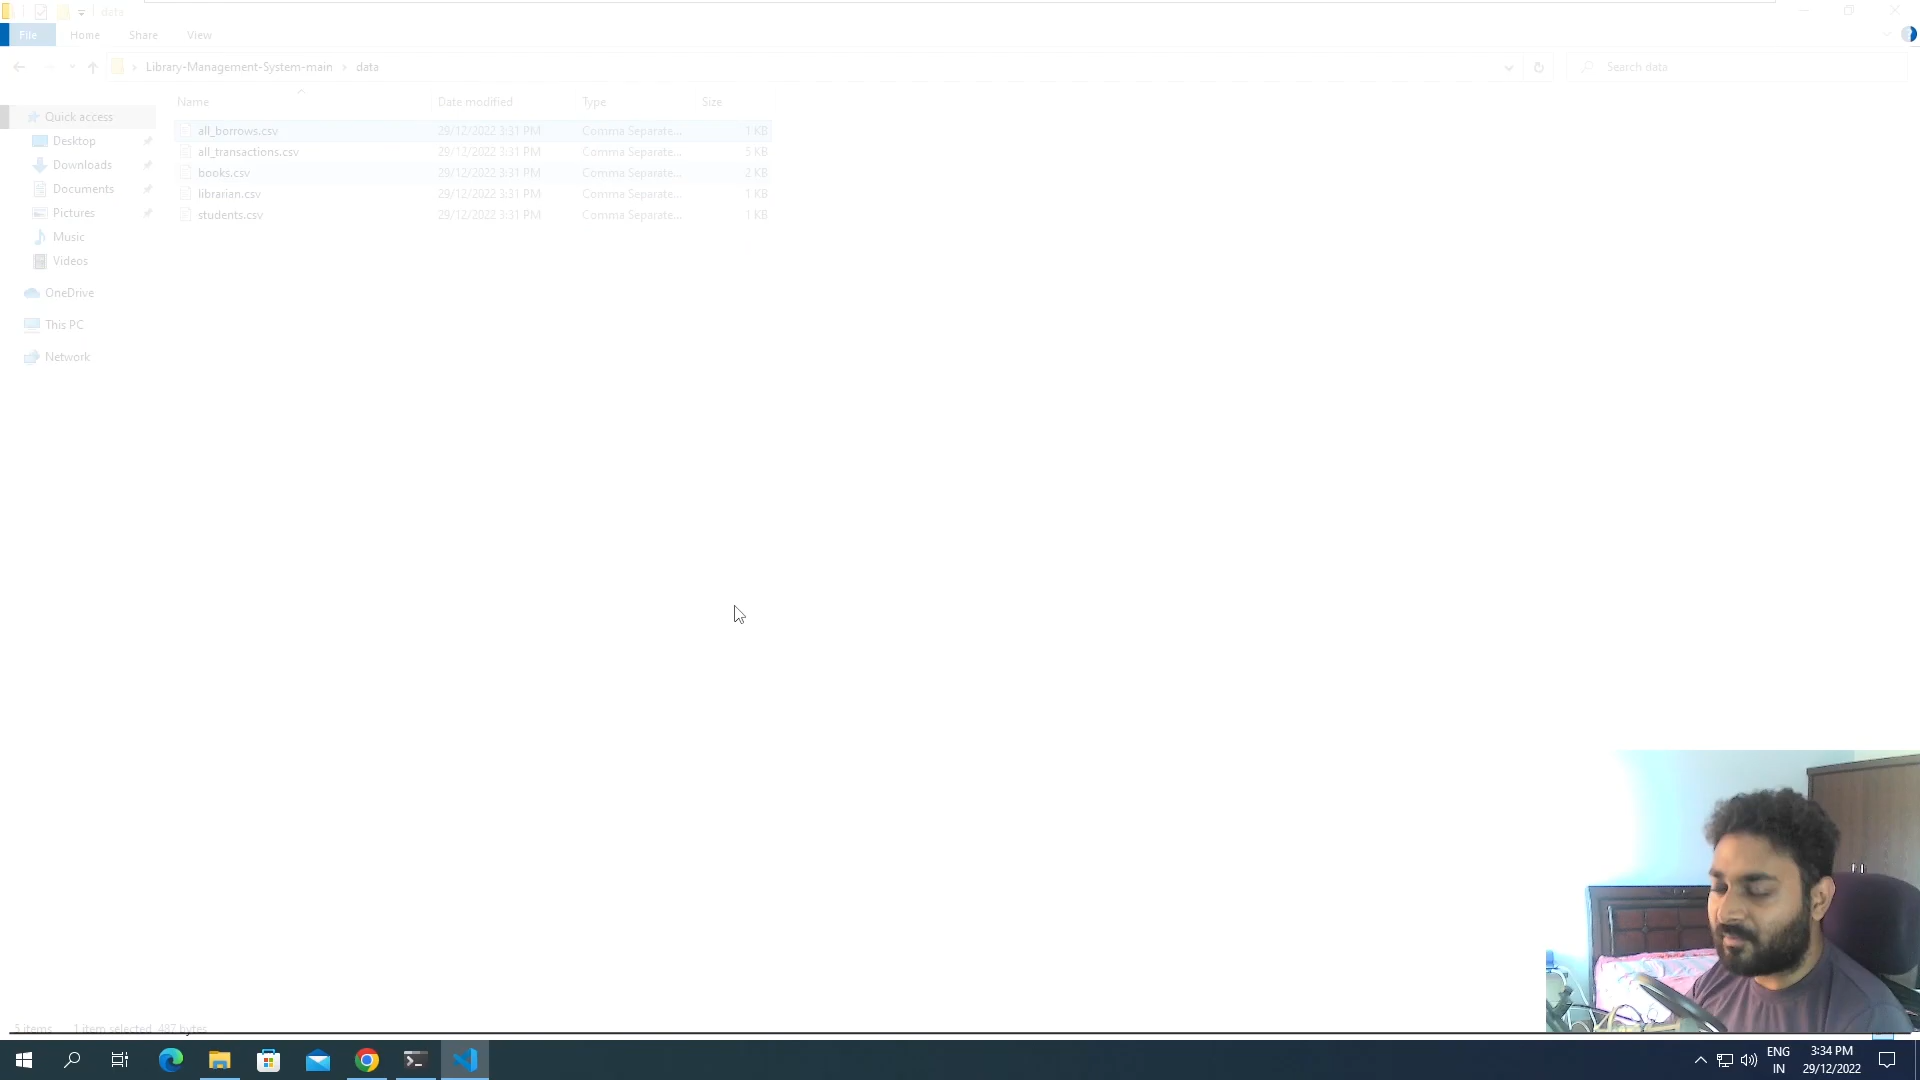 data
File Home Share View
Library-Management-System-main › data
Search data
Name Date modified Type Size
Quick access
Desktop
Downloads
Documents
Pictures
Music
Videos
OneDrive
This PC
Network
all_borrows.csv 29/12/2022 3:31 PM Comma Separate... 1 KB
all_transactions.csv 29/12/2022 3:31 PM Comma Separate... 5 KB
books.csv 29/12/2022 3:31 PM Comma Separate... 2 KB
librarian.csv 29/12/2022 3:31 PM Comma Separate... 1 KB
students.csv 29/12/2022 3:31 PM Comma Separate... 1 KB
5 items 1 item selected 487 bytes
ENG
IN
3:34 PM
29/12/2022